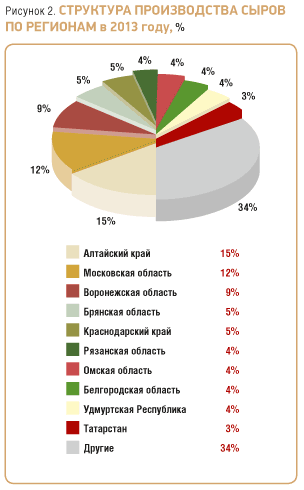 Рисунок 2. СТРУКТУРА ПРОИЗВОДСТВА СЫРОВ
ПО РЕГИОНАМ в 2013 году, %
4%
4%
4%
4%
3%
5%
5%
9%
12%
15%
34%
Алтайский край 15%
Московская область 12%
Воронежская область 9%
Брянская область 5%
Краснодарский край 5%
Рязанская область 4%
Омская область 4%
Белгородская область 4%
Удмуртская Республика 4%
Татарстан 3%
Другие 34%